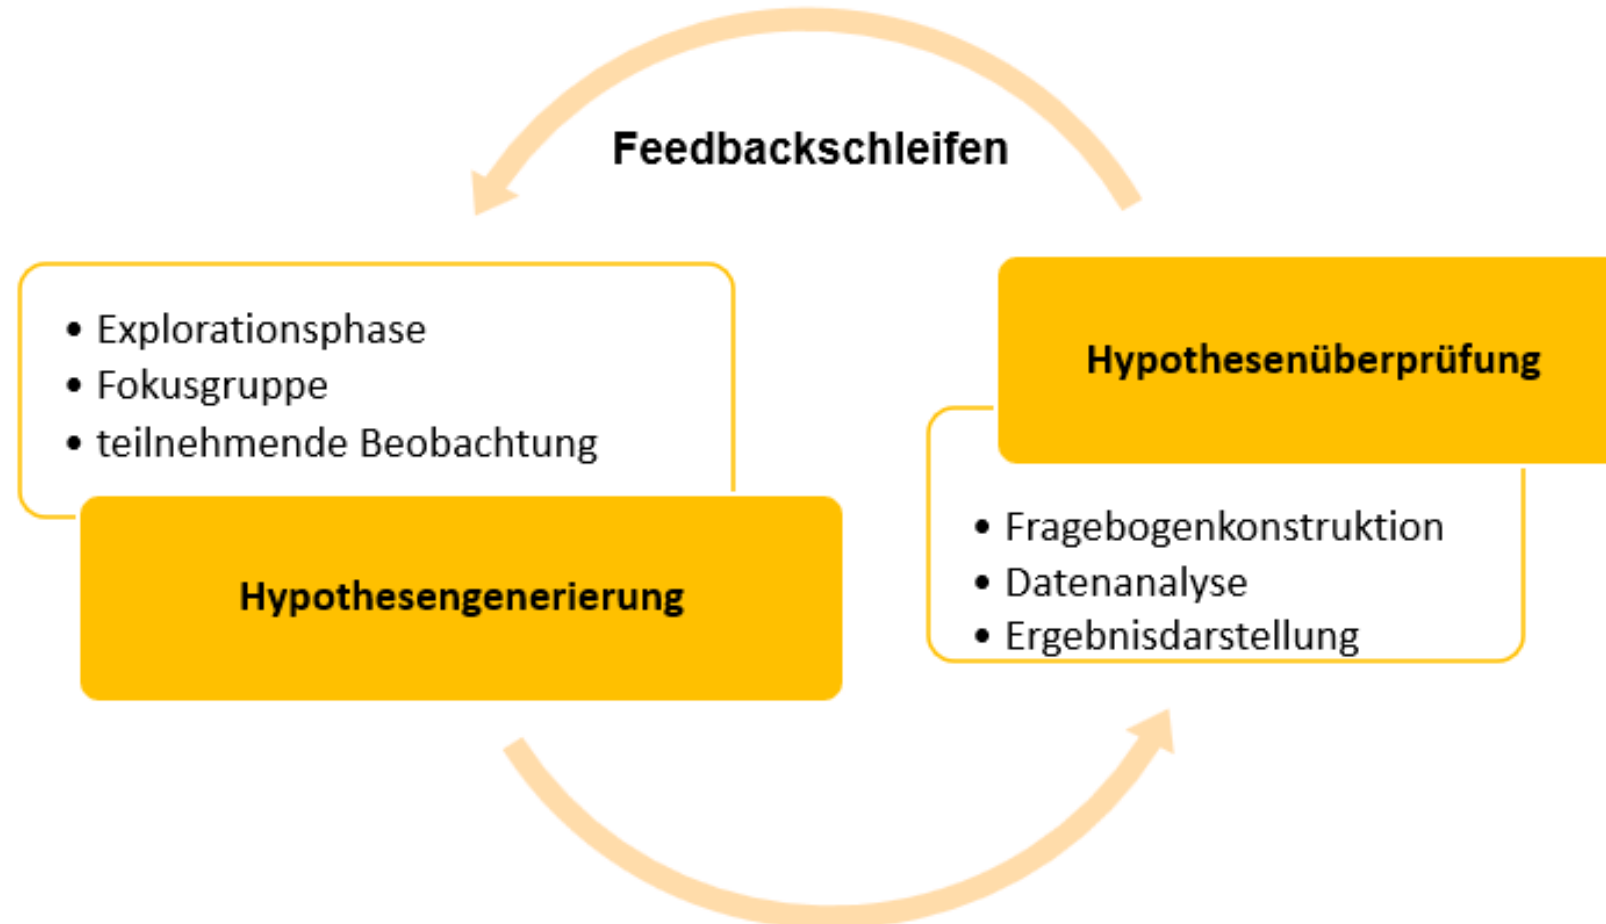 Feedbackschleifen
• Explorationsphase
• Fokusgruppe
• teilnehmende Beobachtung
Hypothesengenerierung
Hypothesenüberprüfung
• Fragebogenkonstruktion
• Datenanalyse
• Ergebnisdarstellung